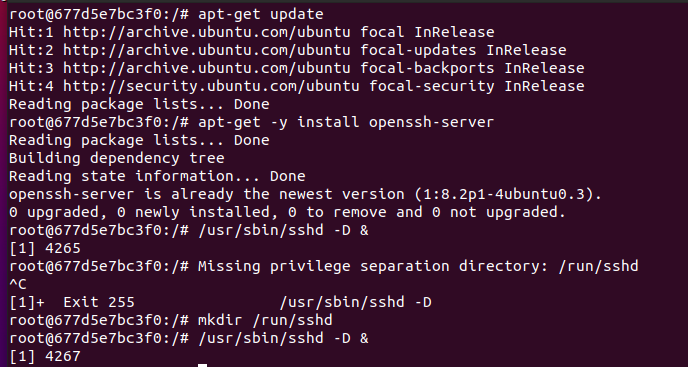 root@677d5e7bc3f0:/# apt-get update
Hit:1 http://archive.ubuntu.com/ubuntu focal InRelease
Hit:2 http://archive.ubuntu.com/ubuntu focal-updates InRelease
Hit:3 http://archive.ubuntu.com/ubuntu focal-backports InRelease
Hit:4 http://security.ubuntu.com/ubuntu focal-security InRelease
Reading package lists... Done
root@677d5e7bc3f0:/# apt-get -y install openssh-server
Reading package lists... Done
Building dependency tree
Reading state information... Done
openssh-server is already the newest version (1:8.2p1-4ubuntu0.3).
0 upgraded, 0 newly installed, 0 to remove and 0 not upgraded.
root@677d5e7bc3f0:/# /usr/sbin/sshd -D &
[1] 4265
root@677d5e7bc3f0:/# Missing privilege separation directory: /run/sshd
^C
[1]+  Exit 255                /usr/sbin/sshd -D
root@677d5e7bc3f0:/# mkdir /run/sshd
root@677d5e7bc3f0:/# /usr/sbin/sshd -D &
[1] 4267